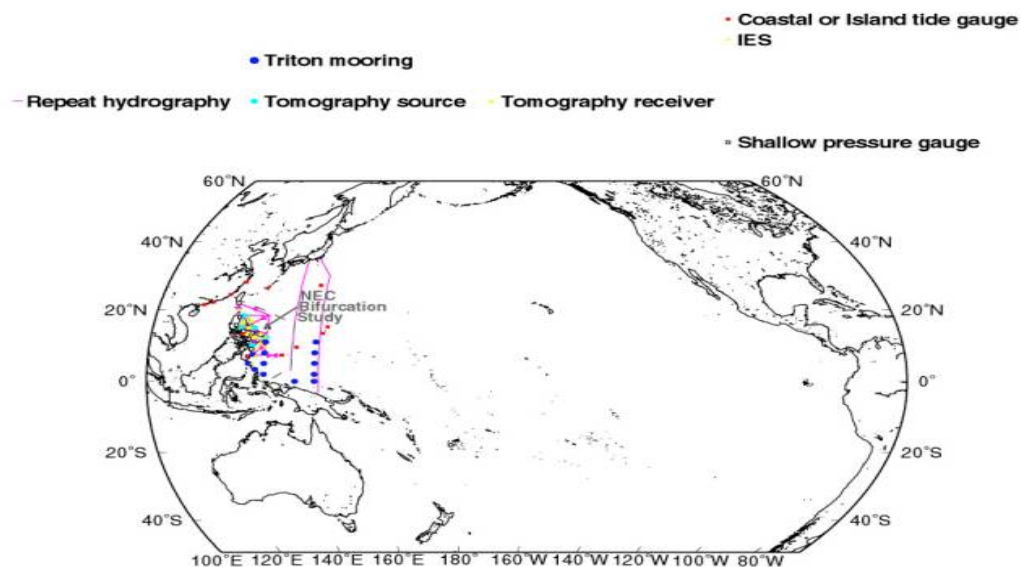 Coastal or Island tide gauge
IES
Triton mooring
Repeat hydrography
Tomography source
Tomography receiver
Shallow pressure gauge
60°N
60°N
40°N
40°N
20°N
20°N
NEC
Bifurcation
Study
0°
0°
20°S
20°S
40°S
40°S
100°E 120°E 140°E 160°E 180° 160°W 140°W 120°W 100°W 80°W